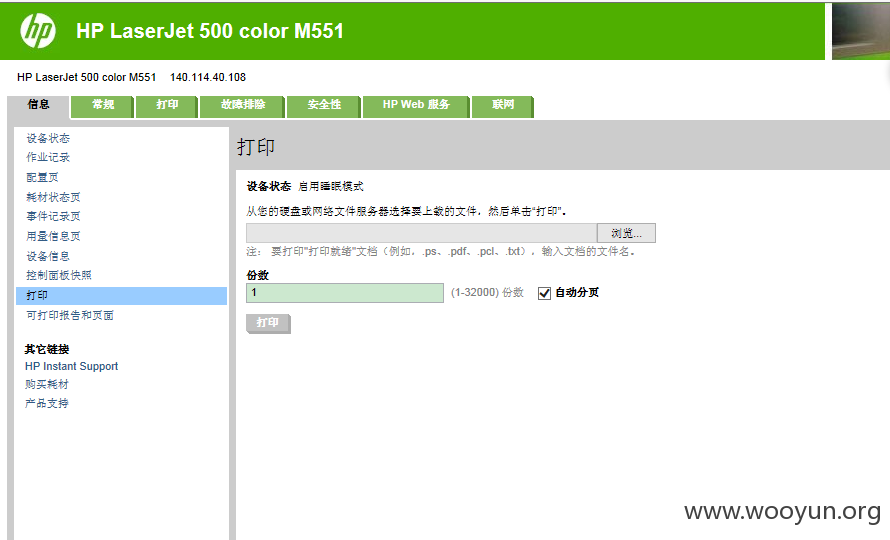 hp HP LaserJet 500 color M551
HP LaserJet 500 color M551 140.114.40.108
信息 常规 打印 故障排除 安全性 HP Web 服务 联网
设备状态
作业记录
配置页
耗材状态页
事件记录页
用量信息页
设备信息
控制面板快照
打印
可打印报告和页面
其它链接
HP Instant Support
购买耗材
产品支持
打印
设备状态 启用睡眠模式
从您的硬盘或网络文件服务器选择要上载的文件，然后单击“打印”。
浏览...
注: 要打印"打印就绪"文档（例如，.ps、.pdf、.pcl、.txt），输入文档的文件名。
份数
1 (1-32000) 份数 自动分页
打印
www.wooyun.org